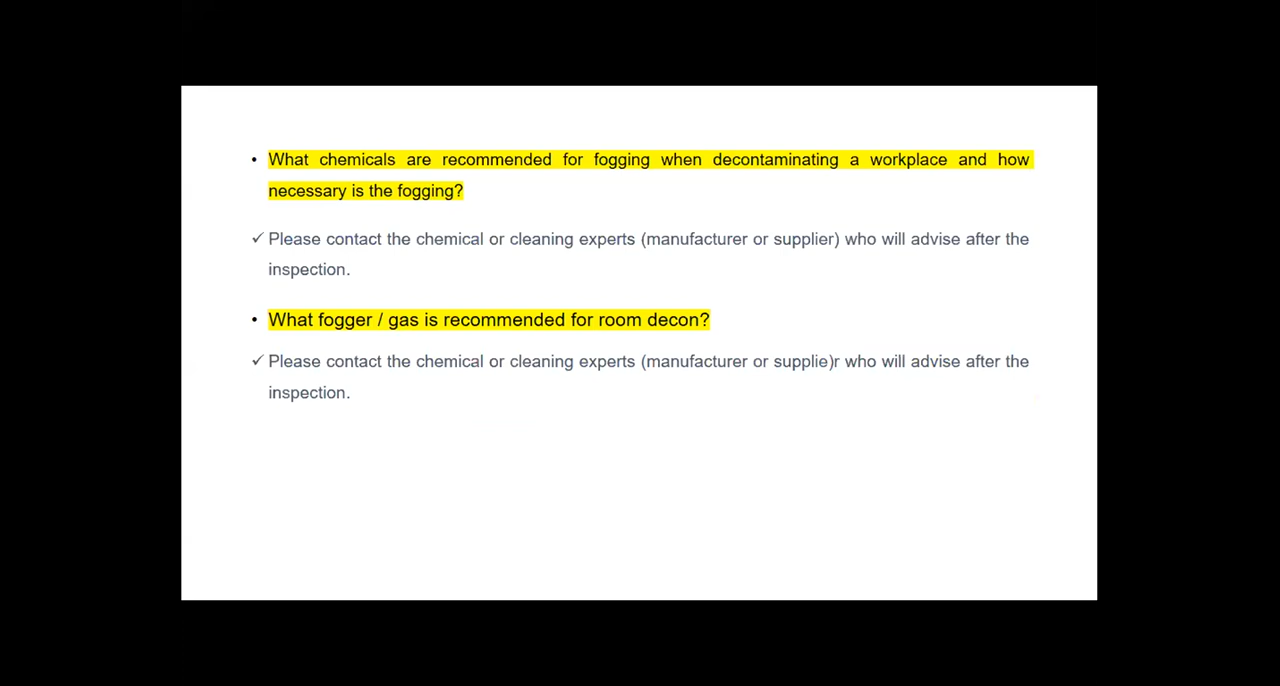 • What chemicals are recommended for fogging when decontaminating a workplace and how
necessary is the fogging?
✓ Please contact the chemical or cleaning experts (manufacturer or supplier) who will advise after the
inspection.
• What fogger / gas is recommended for room decon?
✓ Please contact the chemical or cleaning experts (manufacturer or supplie)r who will advise after the
inspection.